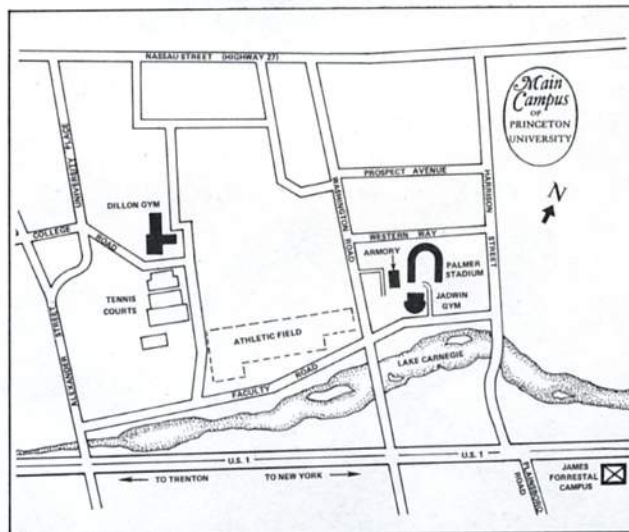 NASSAU STREET (HIGHWAY 27)
Main
Campus
OF
PRINCETON
UNIVERSITY
N
UNIVERSITY PLACE
COLLEGE
ROAD
DILLON GYM
TENNIS
COURTS
ALEXANDER
STREET
WASHINGTON
ROAD
PROSPECT AVENUE
HARRISON
STREET
WESTERN WAY
ARMORY
PALMER
STADIUM
JADWIN
GYM
ATHLETIC FIELD
FACULTY
ROAD
LAKE CARNEGIE
U.S. 1
U.S. 1
TO TRENTON
TO NEW YORK
PLAINSBORO
ROAD
JAMES
FORRESTAL
CAMPUS